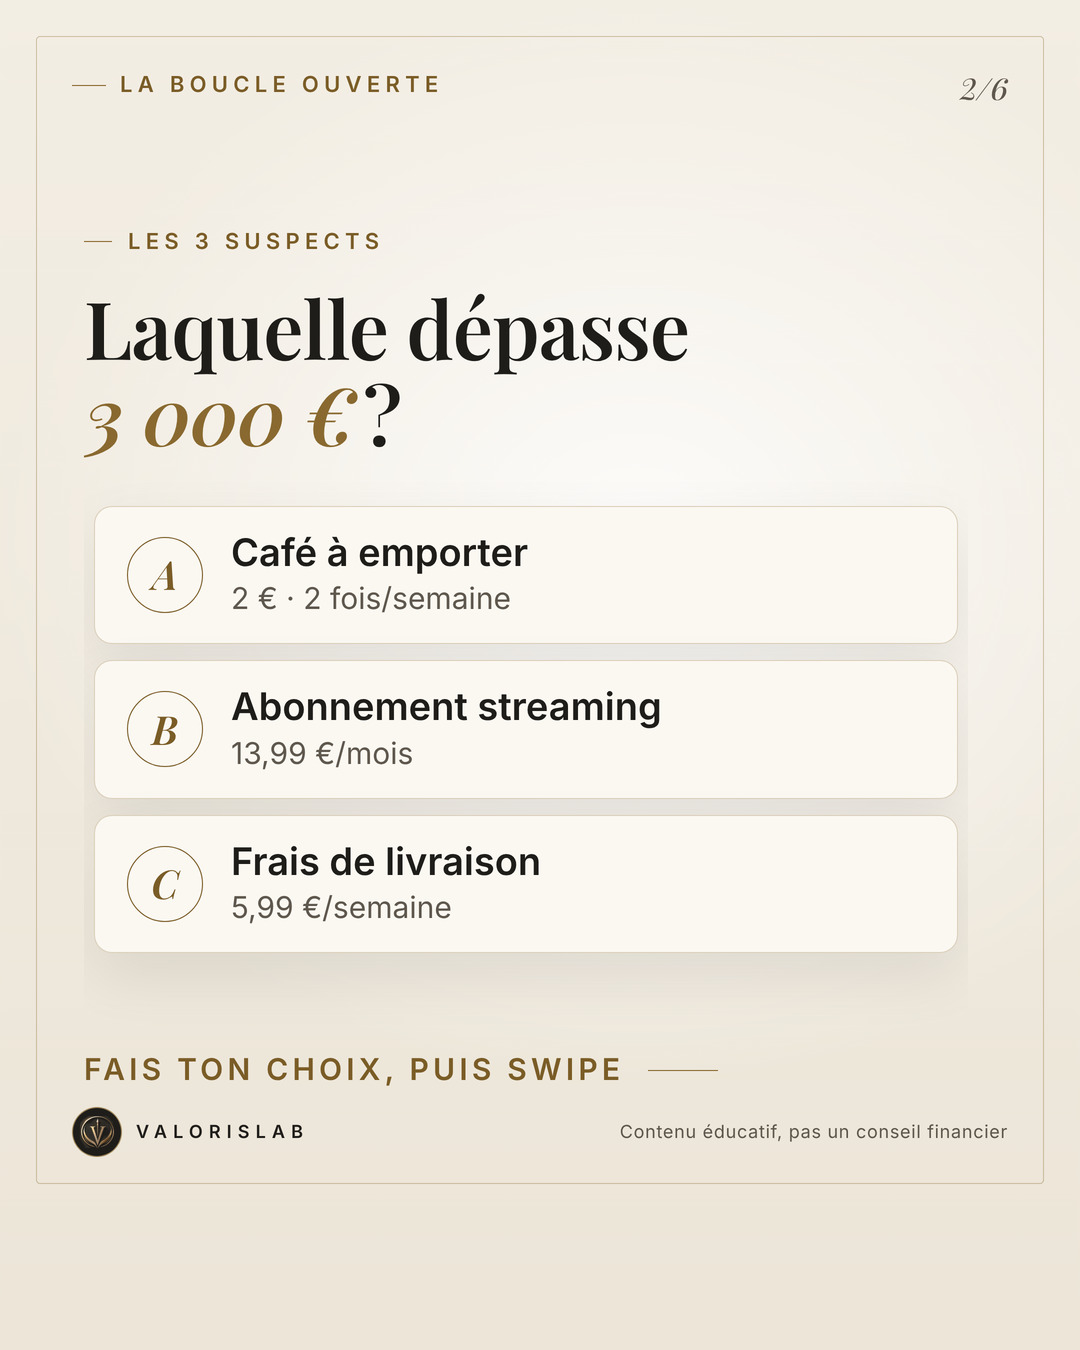 LA BOUCLE OUVERTE
2/6
LES 3 SUSPECTS
Laquelle dépasse
3 000 €?
A
Café à emporter
2 € · 2 fois/semaine
B
Abonnement streaming
13,99 €/mois
C
Frais de livraison
5,99 €/semaine
FAIS TON CHOIX, PUIS SWIPE
VALORISLAB
Contenu éducatif, pas un conseil financier